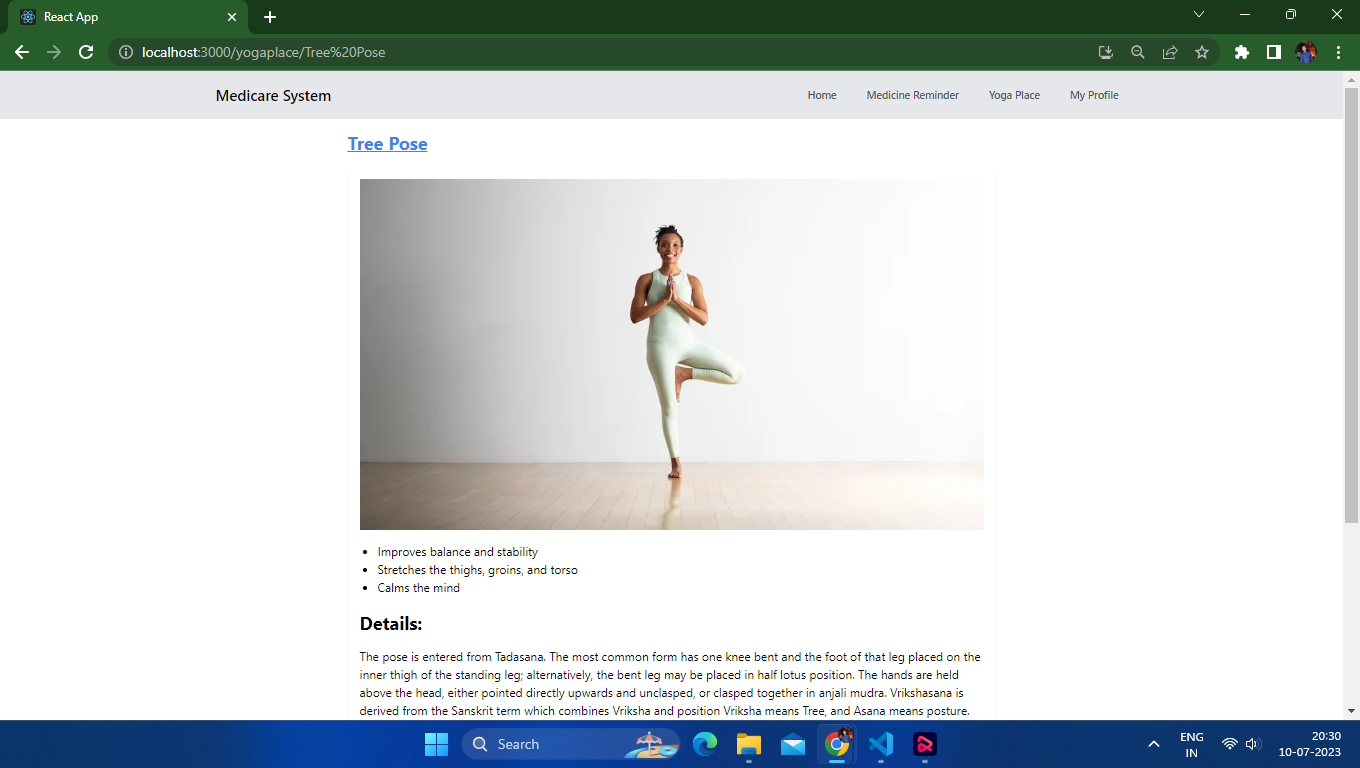 React App
localhost:3000/yogaplace/Tree%20Pose
Medicare System
Home
Medicine Reminder
Yoga Place
My Profile
Tree Pose
Improves balance and stability
Stretches the thighs, groins, and torso
Calms the mind
Details:
The pose is entered from Tadasana. The most common form has one knee bent and the foot of that leg placed on the
inner thigh of the standing leg; alternatively, the bent leg may be placed in half lotus position. The hands are held
above the head, either pointed directly upwards and unclasped, or clasped together in anjali mudra. Vrikshasana is
derived from the Sanskrit term which combines Vriksha and position Vriksha means Tree, and Asana means posture.
Search
ENG
IN
20:30
10-07-2023